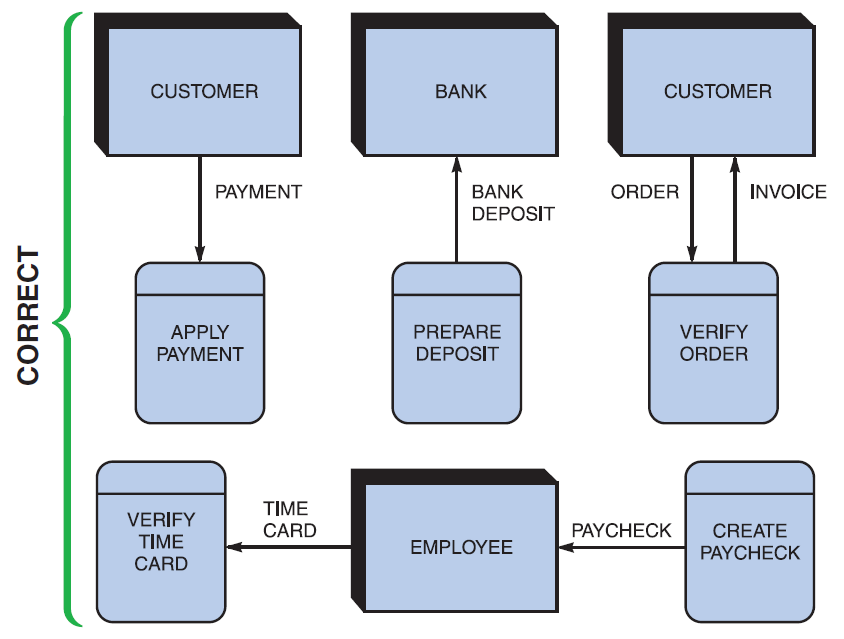 CORRECT
CUSTOMER
BANK
CUSTOMER
PAYMENT
BANK
DEPOSIT
ORDER
INVOICE
APPLY
PAYMENT
PREPARE
DEPOSIT
VERIFY
ORDER
VERIFY
TIME
CARD
TIME
CARD
EMPLOYEE
PAYCHECK
CREATE
PAYCHECK